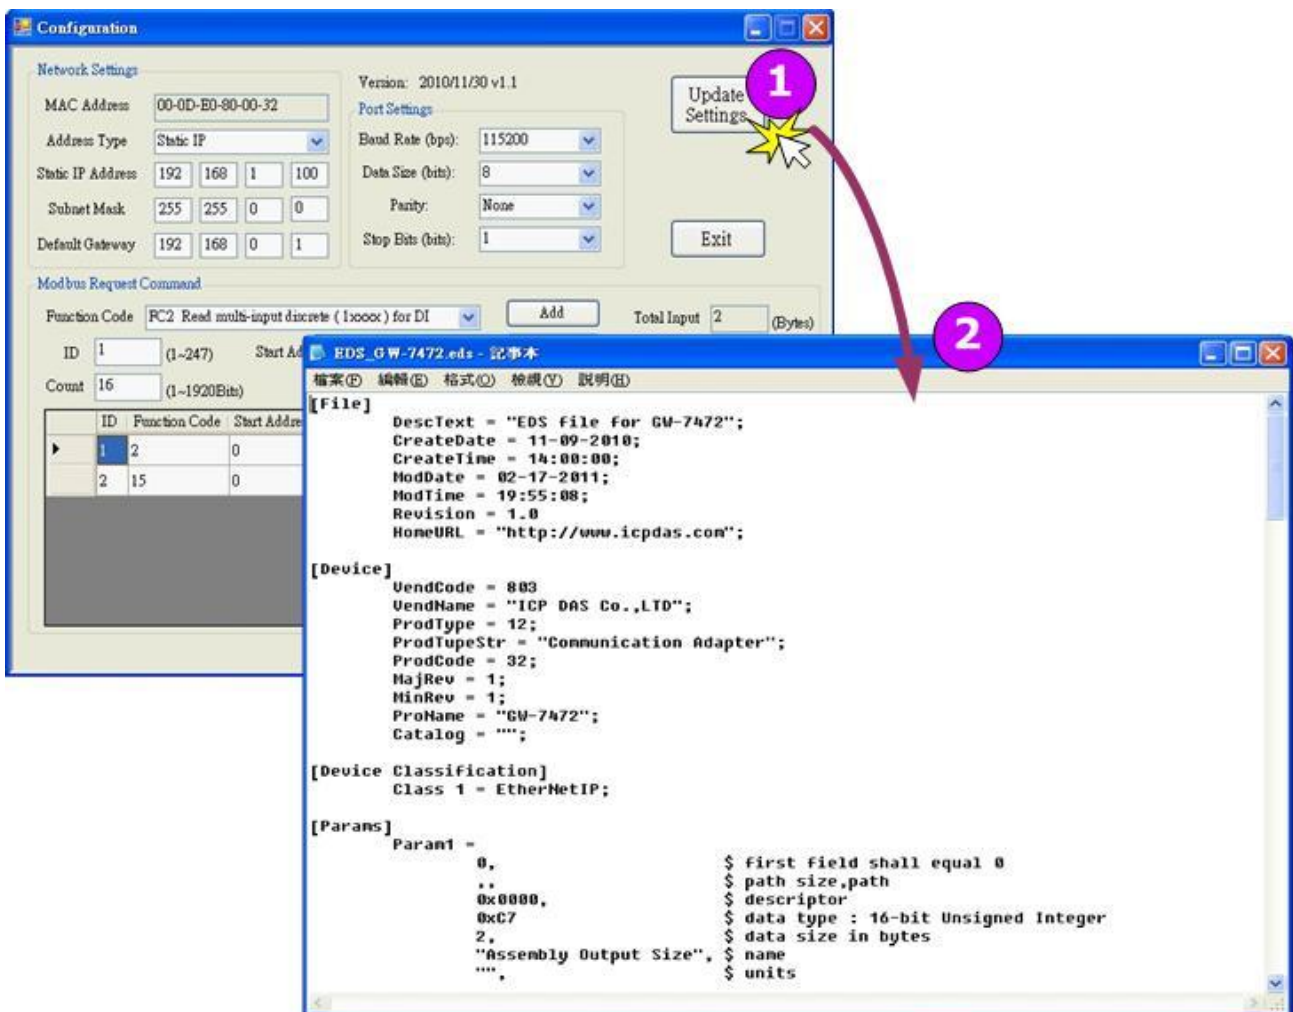 Configuration
Network Settings
MAC Address 00-0D-E0-80-00-32
Address Type Static IP
Static IP Address 192 168 1 100
Subnet Mask 255 255 0 0
Default Gateway 192 168 0 1
Version: 2010/11/30 v1.1
Port Settings
Baud Rate (bps): 115200
Data Size (bits): 8
Parity: None
Stop Bits (bits): 1
Update
Settings
1
Exit
Modbus Request Command
Function Code FC2 Read multi-input discrete ( 1xxxx ) for DI Add Total Input 2 (Bytes)
ID 1 (1~247) Start Ad
Count 16 (1~1920Bits)
ID Function Code Start Addre
1 2 0
2 15 0
2
EDS_GW-7472.eds - 記事本
檔案(F) 編輯(E) 格式(O) 檢視(V) 說明(H)
[File]
DescText = "EDS file for GW-7472";
CreateDate = 11-09-2010;
CreateTime = 14:00:00;
ModDate = 02-17-2011;
ModTime = 19:55:08;
Revision = 1.0
HomeURL = "http://www.icpdas.com";
[Device]
VendCode = 803
VendName = "ICP DAS Co.,LTD";
ProdType = 12;
ProdTupeStr = "Communication Adapter";
ProdCode = 32;
MajRev = 1;
MinRev = 1;
ProName = "GW-7472";
Catalog = "";
[Device Classification]
Class 1 = EtherNetIP;
[Params]
Param1 =
0, $ first field shall equal 0
,, $ path size,path
0x0000, $ descriptor
0xC7 $ data type : 16-bit Unsigned Integer
2, $ data size in bytes
"Assembly Output Size", $ name
"", $ units